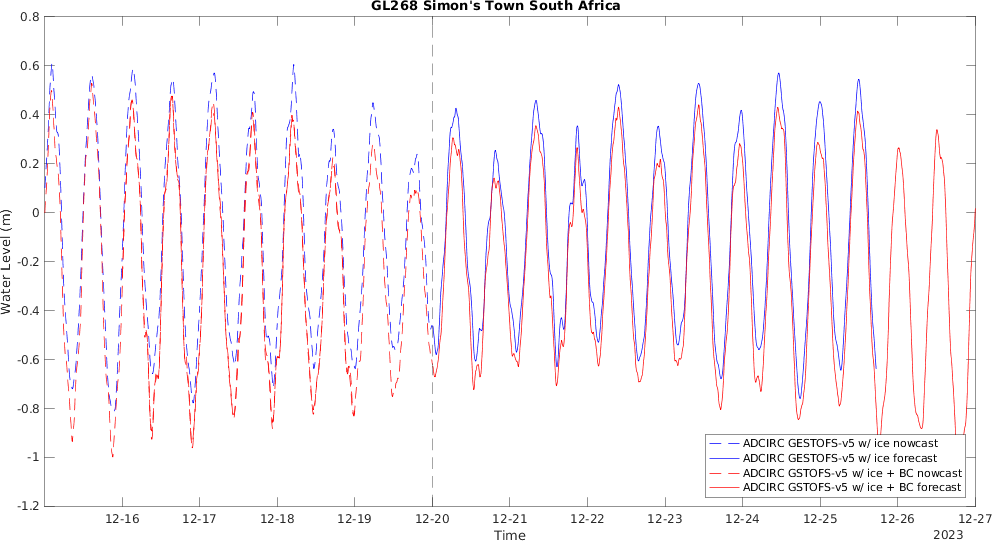 GL268 Simon's Town South Africa
0.8
0.6
0.4
0.2
0
-0.2
-0.4
-0.6
-0.8
-1
-1.2
Water Level (m)
ADCIRC GESTOFS-v5 w/ ice nowcast
ADCIRC GESTOFS-v5 w/ ice forecast
ADCIRC GSTOFS-v5 w/ ice + BC nowcast
ADCIRC GSTOFS-v5 w/ ice + BC forecast
12-16 12-17 12-18 12-19 12-20 12-21 12-22 12-23 12-24 12-25 12-26 12-27
Time
2023